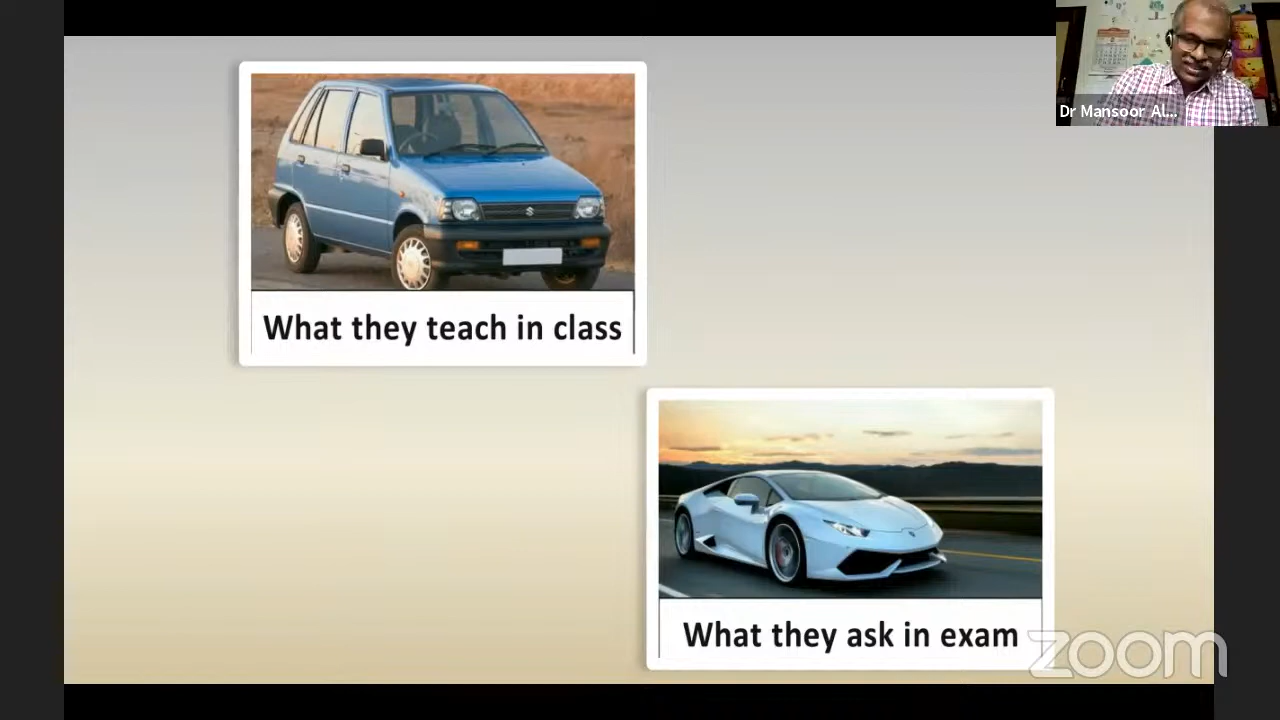 Dr Mansoor Al...
What they teach in class
What they ask in exam
zoom